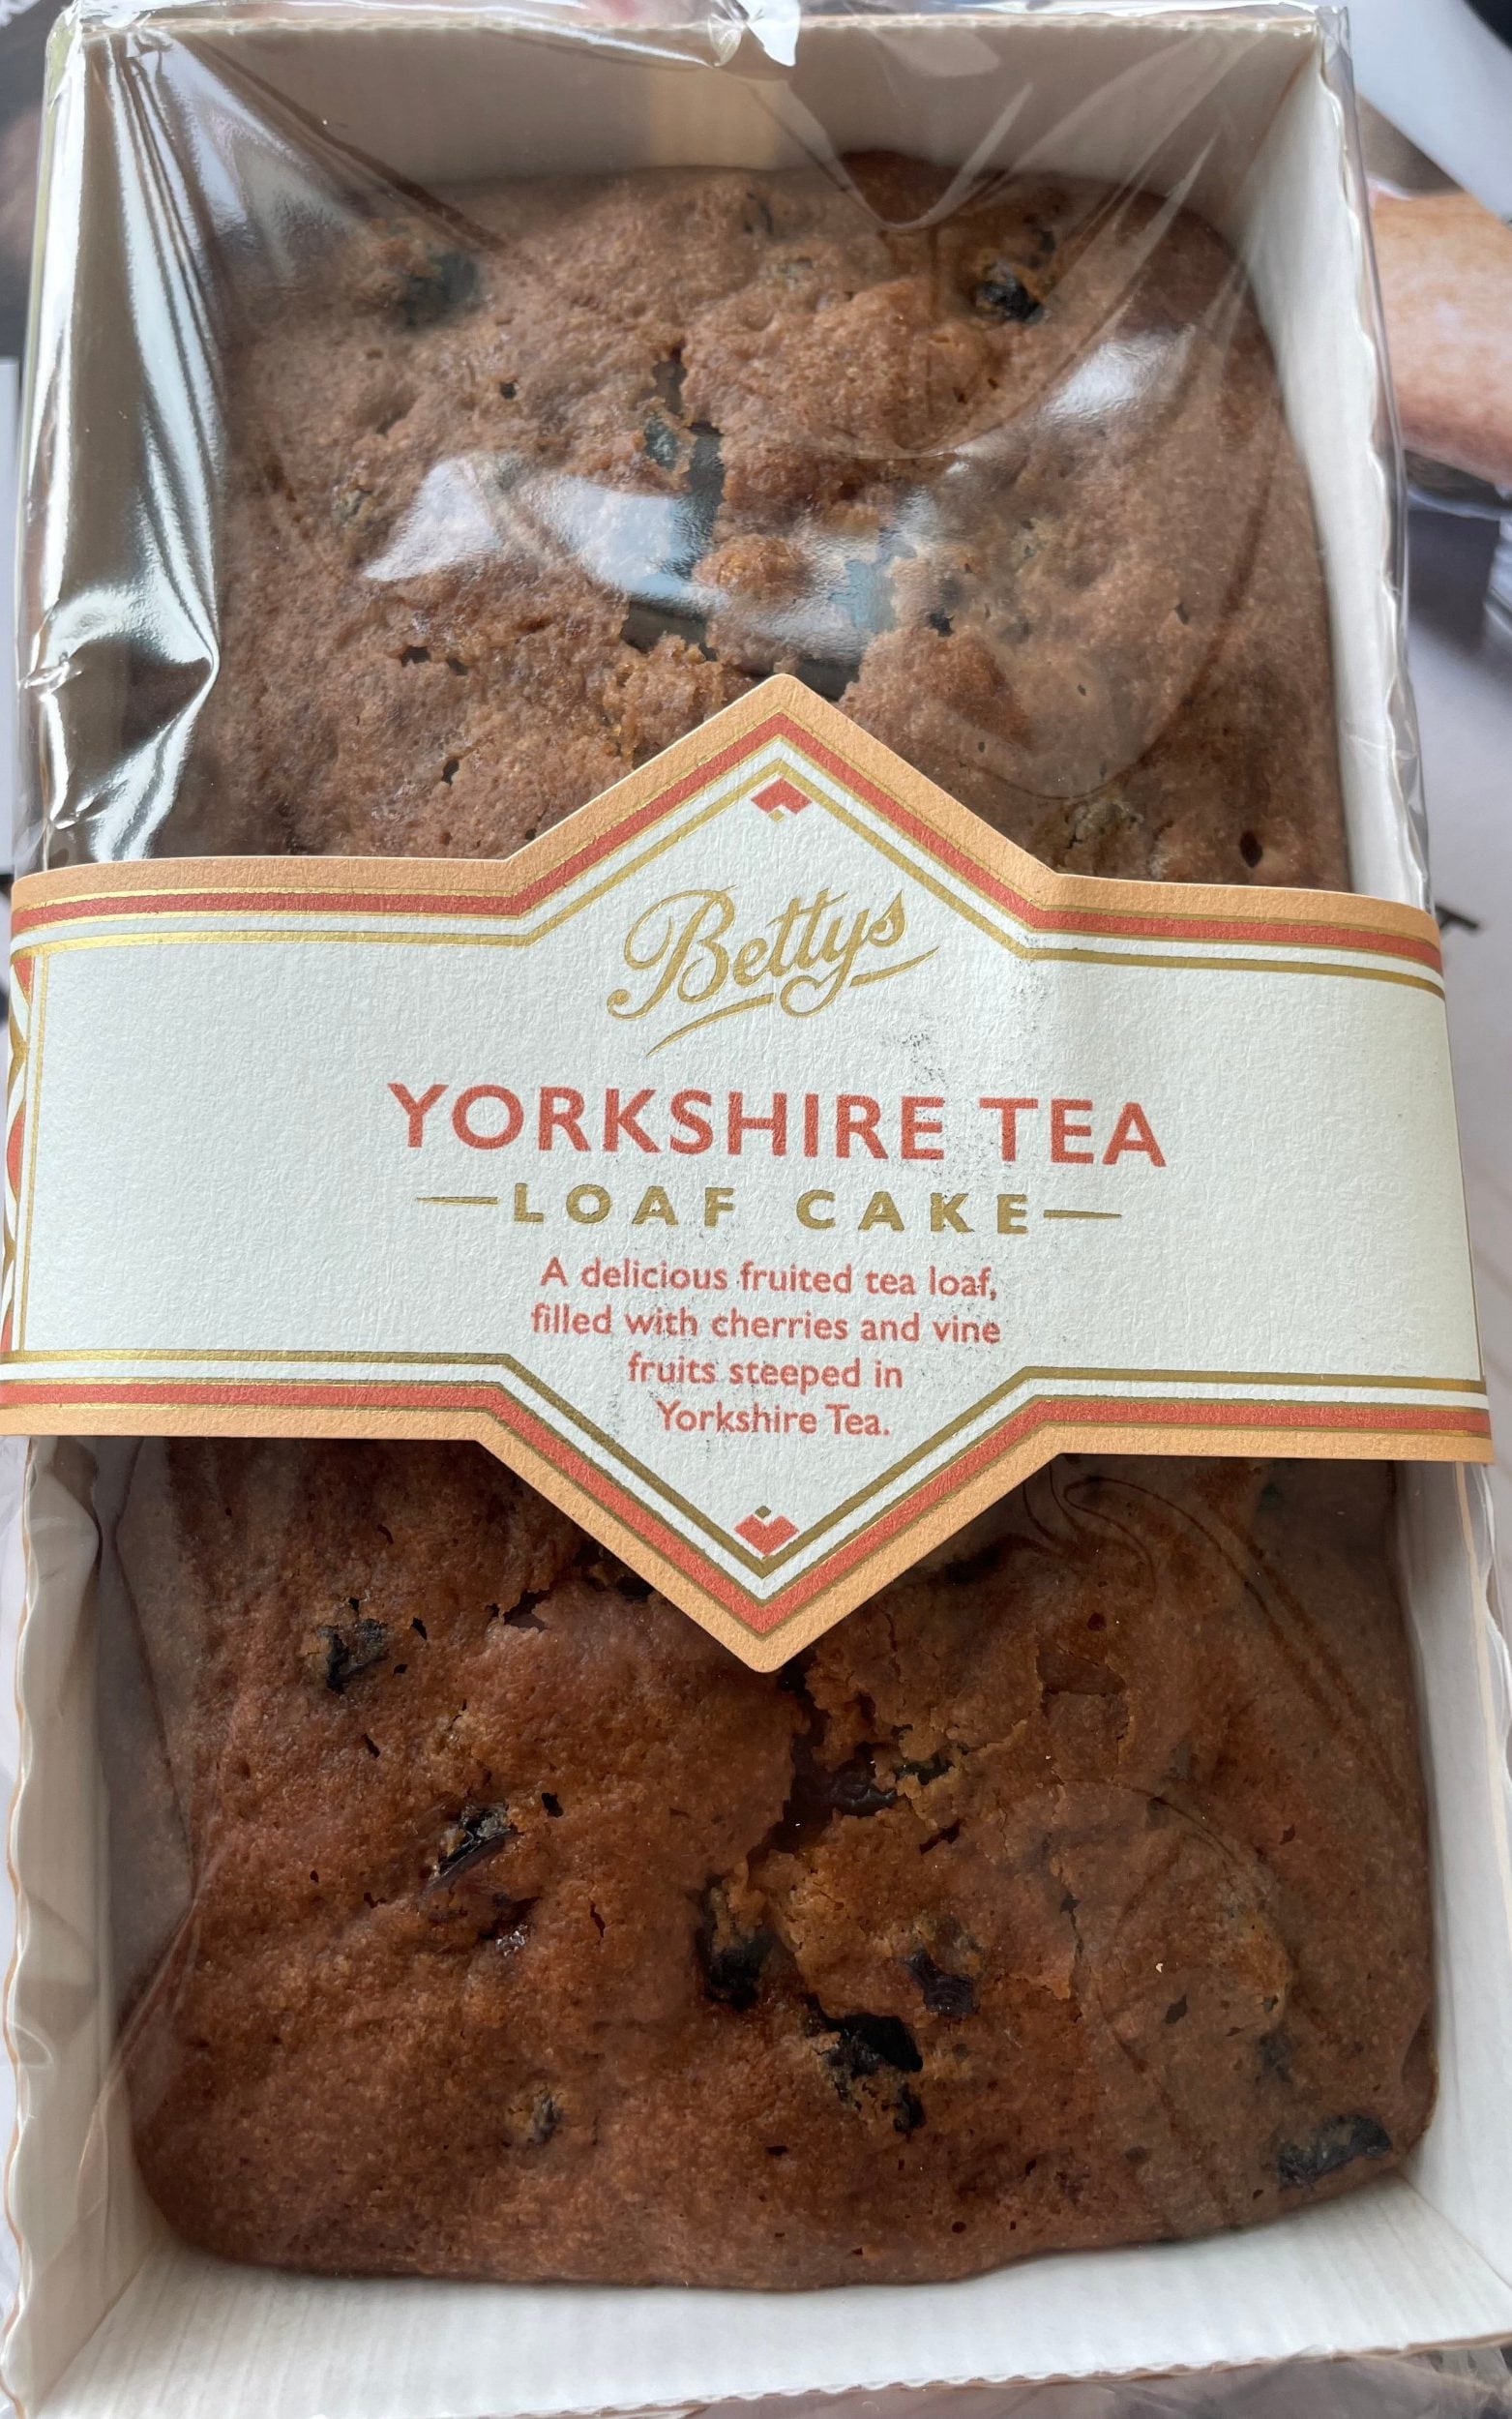 Bettys
YORKSHIRE TEA
LOAF CAKE
A delicious fruited tea loaf,
filled with cherries and vine
fruits steeped in
Yorkshire Tea.